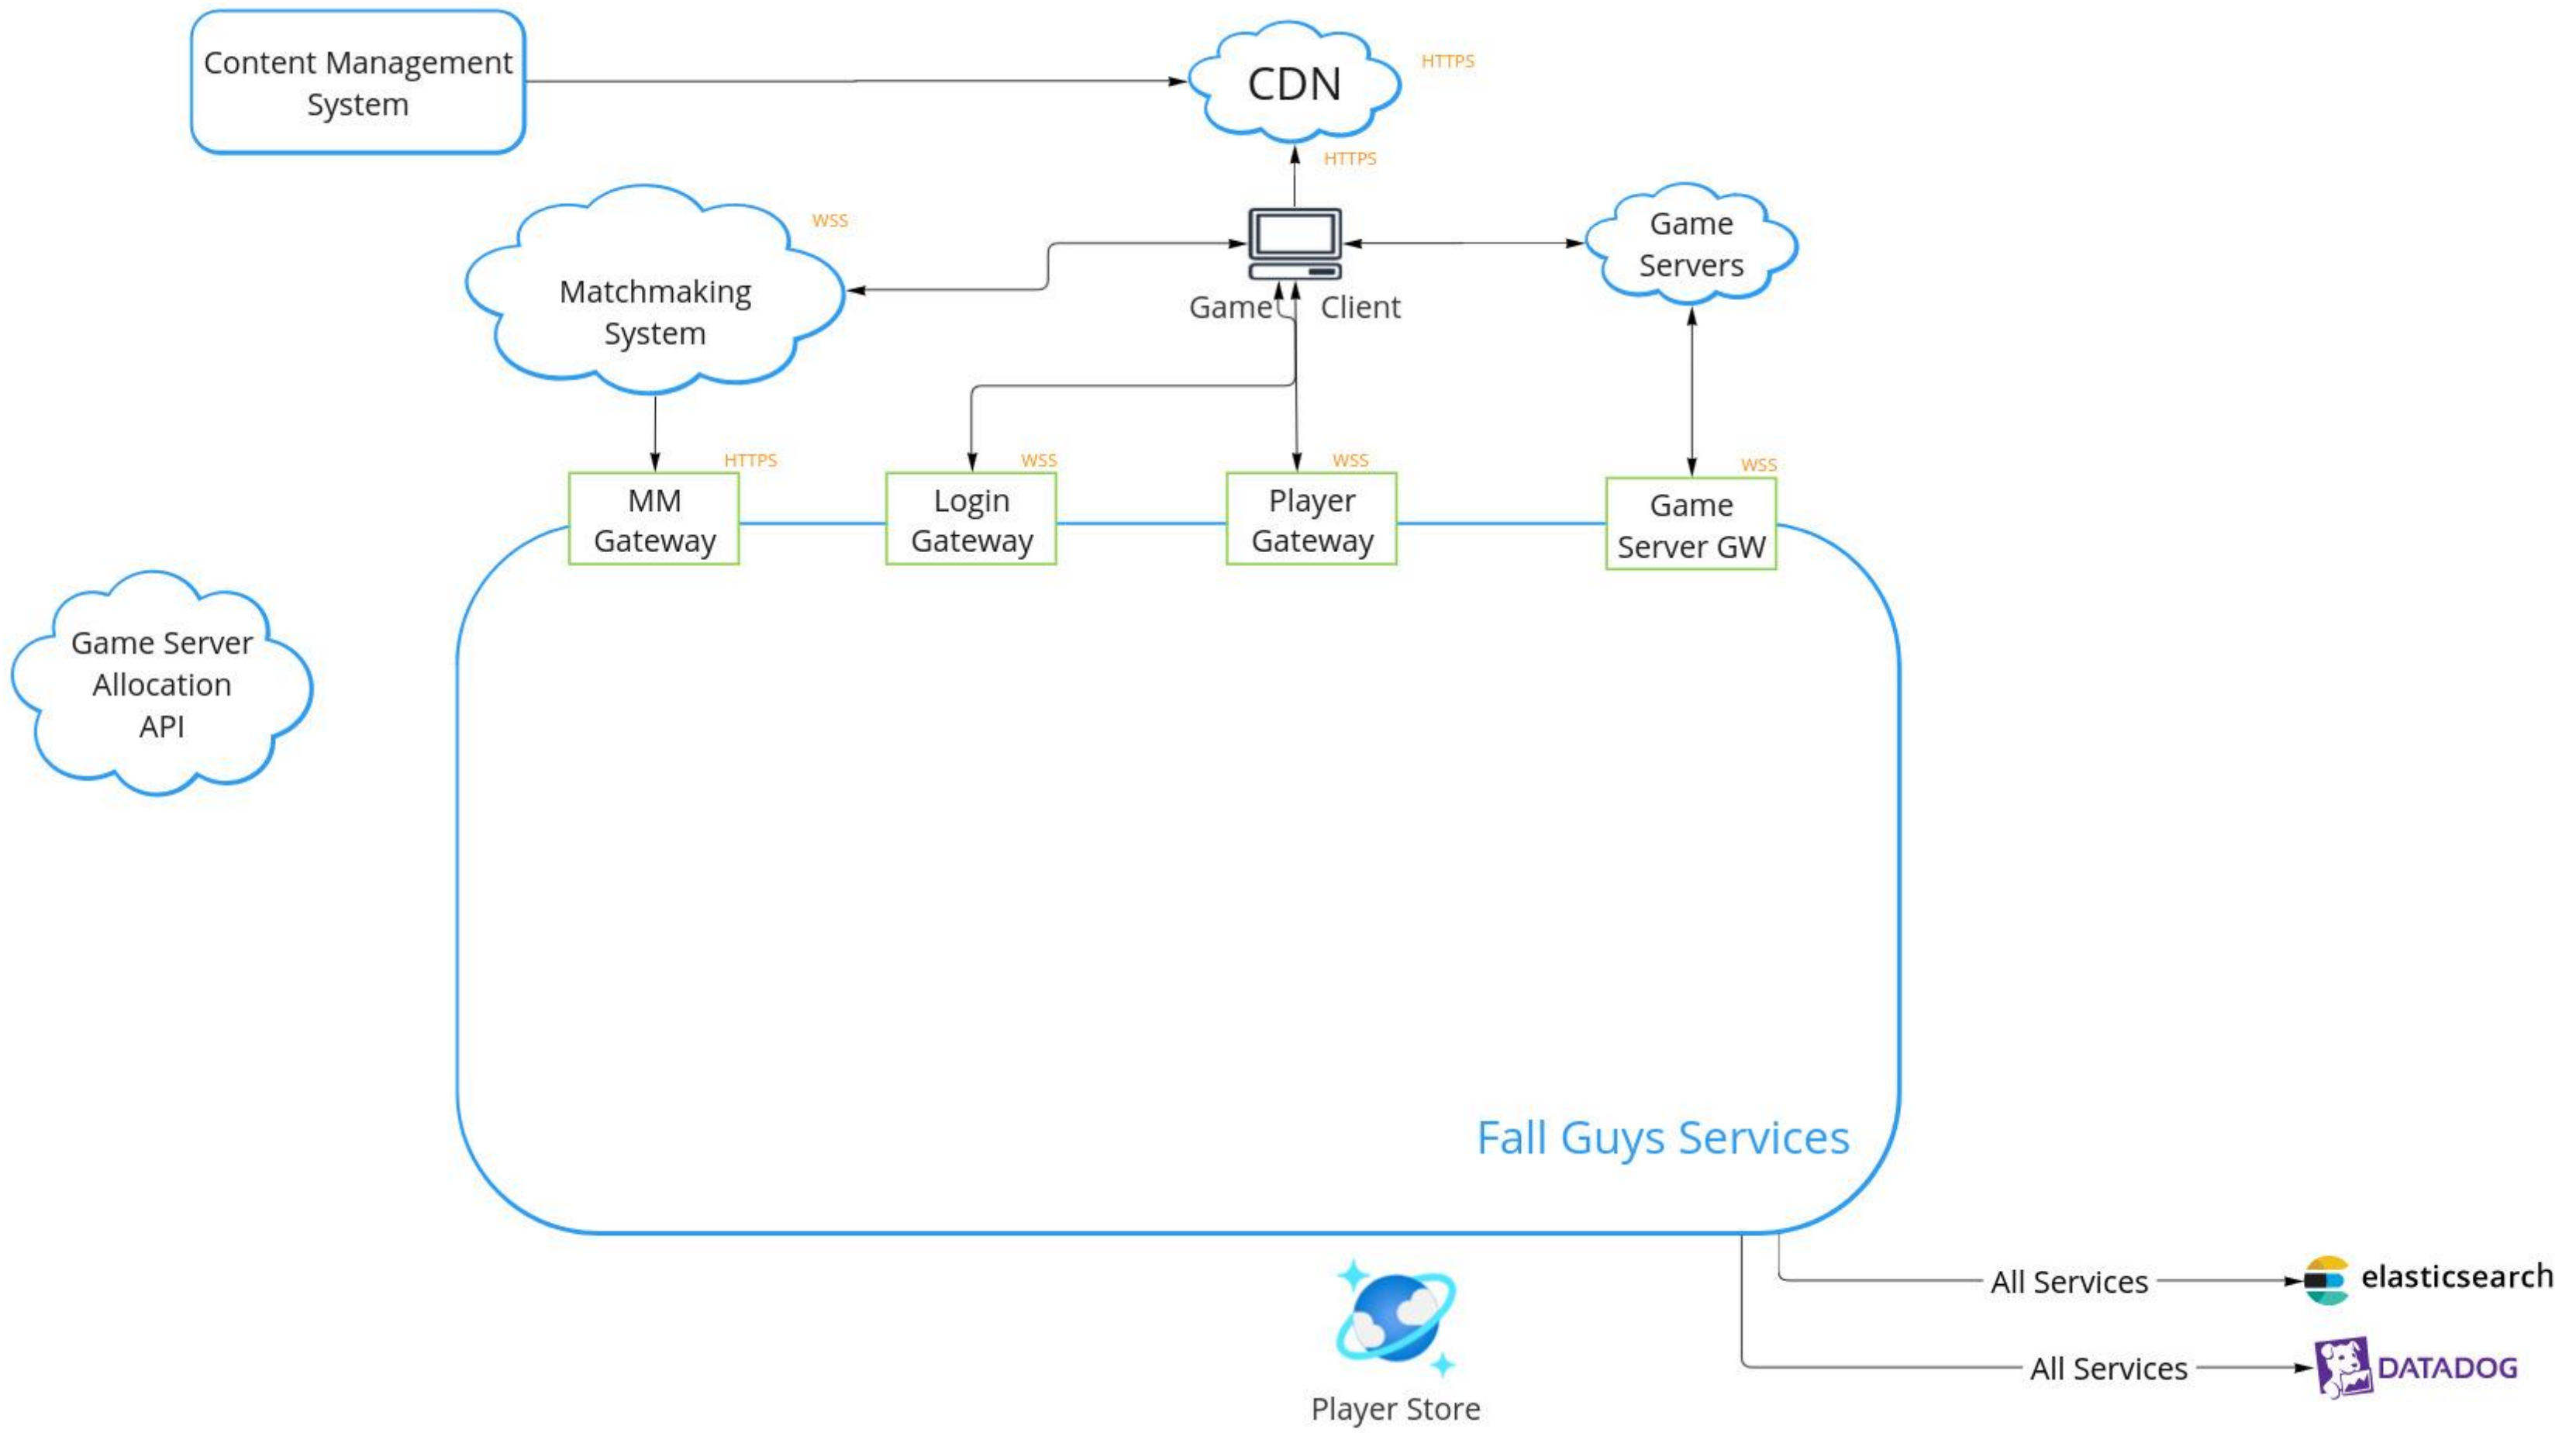 Content Management
System
CDN
HTTPS
HTTPS
WSS
Matchmaking
System
Game Client
Game
Servers
HTTPS
MM
Gateway
WSS
Login
Gateway
WSS
Player
Gateway
WSS
Game
Server GW
Game Server
Allocation
API
Fall Guys Services
All Services
elasticsearch
All Services
DATADOG
Player Store